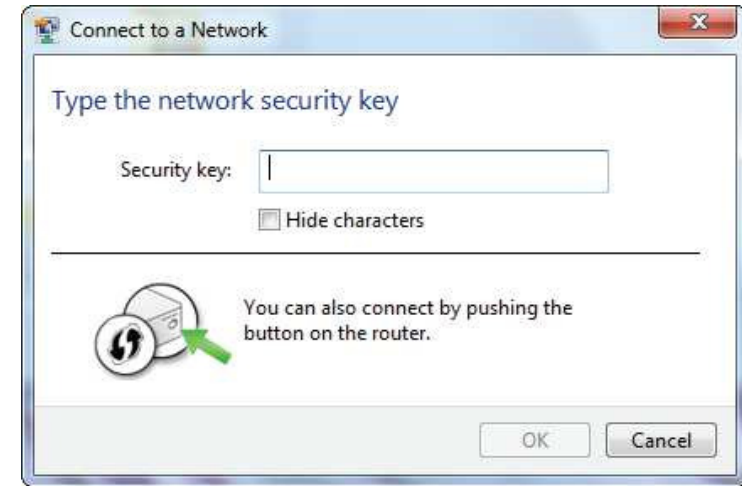 Connect to a Network
Type the network security key
Security key:
Hide characters
You can also connect by pushing the
button on the router.
OK
Cancel